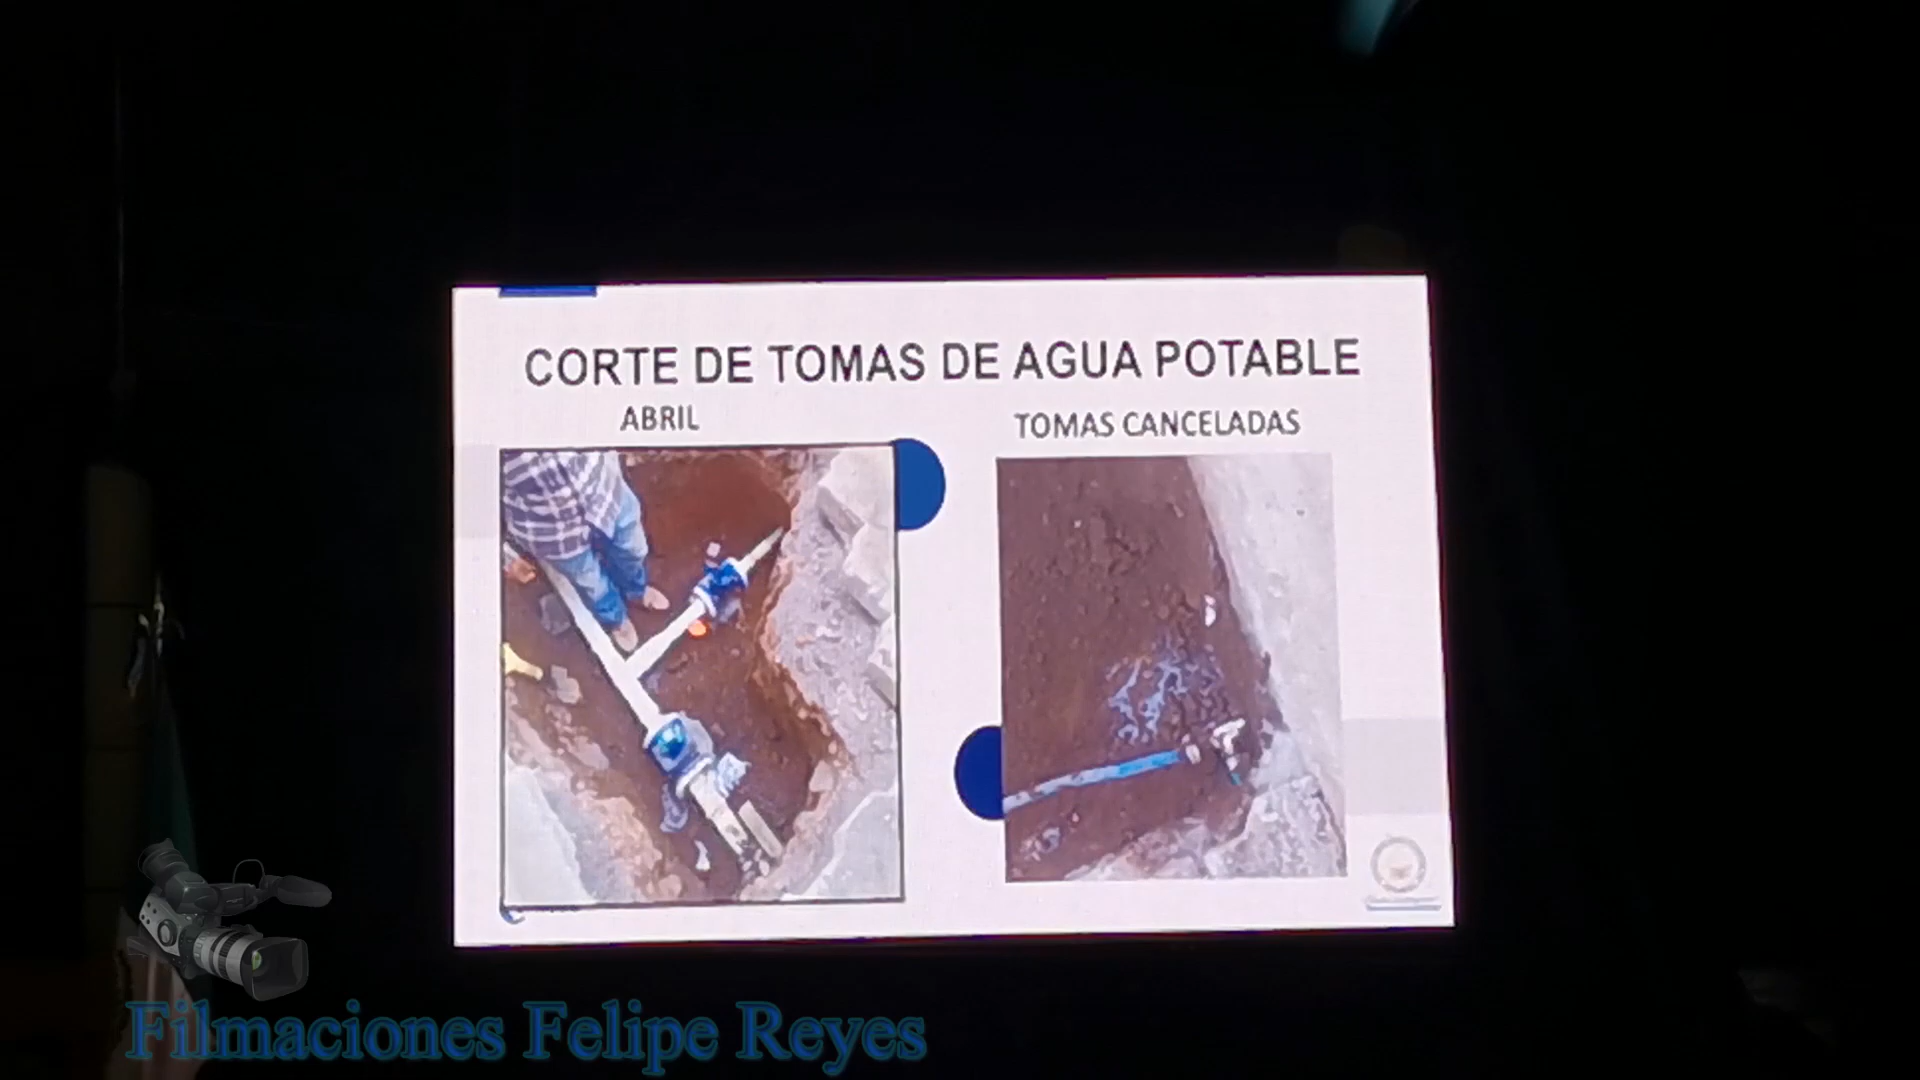 CORTE DE TOMAS DE AGUA POTABLE
ABRIL
TOMAS CANCELADAS
Filmaciones Felipe Reyes